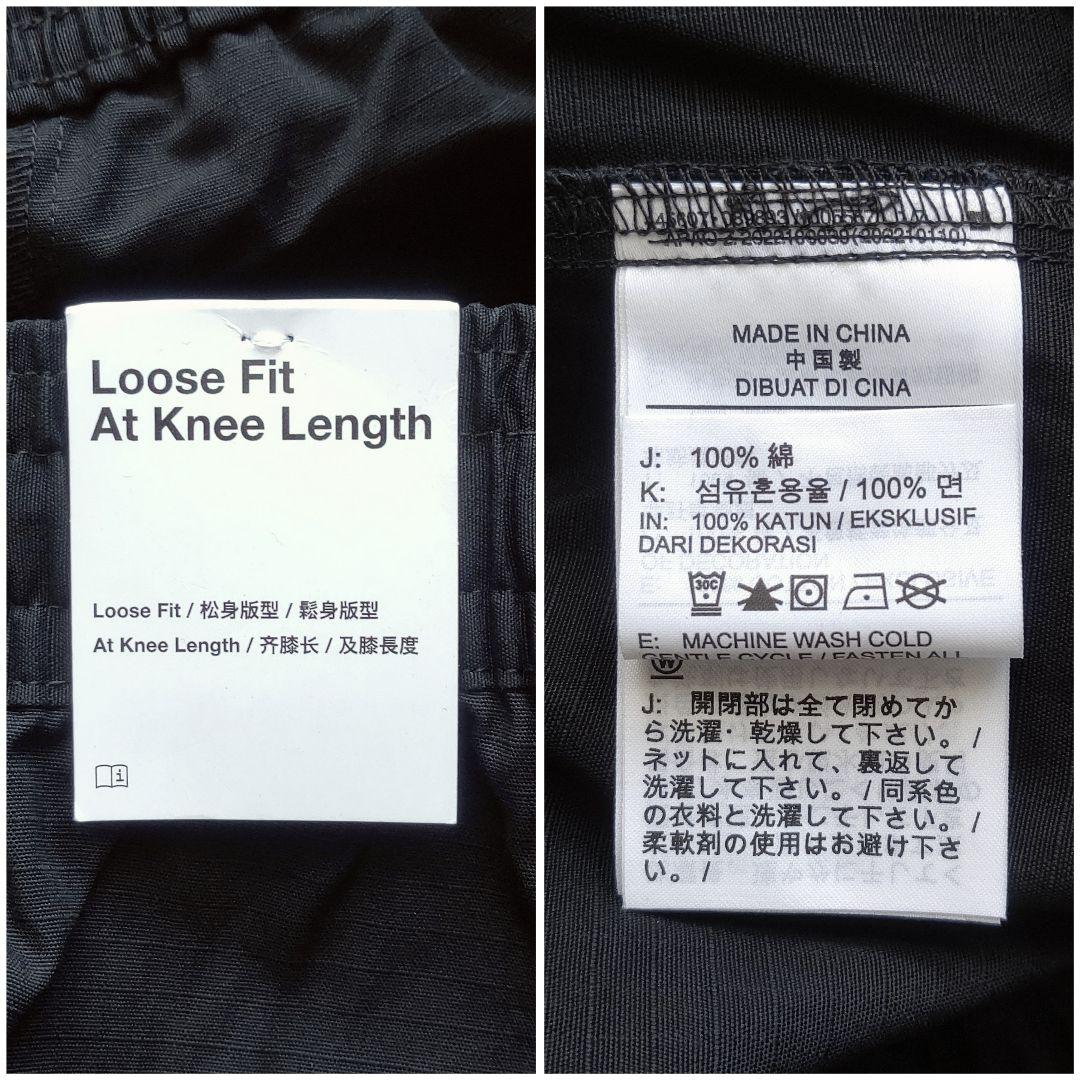 Loose Fit
At Knee Length
Loose Fit / 松身版型 / 鬆身版型
At Knee Length / 齐膝长 / 及膝長度
MADE IN CHINA
中国製
DIBUAT DI CINA
J: 100% 綿
K: 섬유혼용율 / 100% 면
IN: 100% KATUN / EKSKLUSIF
DARI DEKORASI
30C
E: MACHINE WASH COLD
GENTLE CYCLE / FASTEN ALL
W
J: 開閉部は全て閉めてか
ら洗濯・乾燥して下さい。/
ネットに入れて、裏返して
洗濯して下さい。/ 同系色
の衣料と洗濯して下さい。/
柔軟剤の使用はお避け下さ
い。/